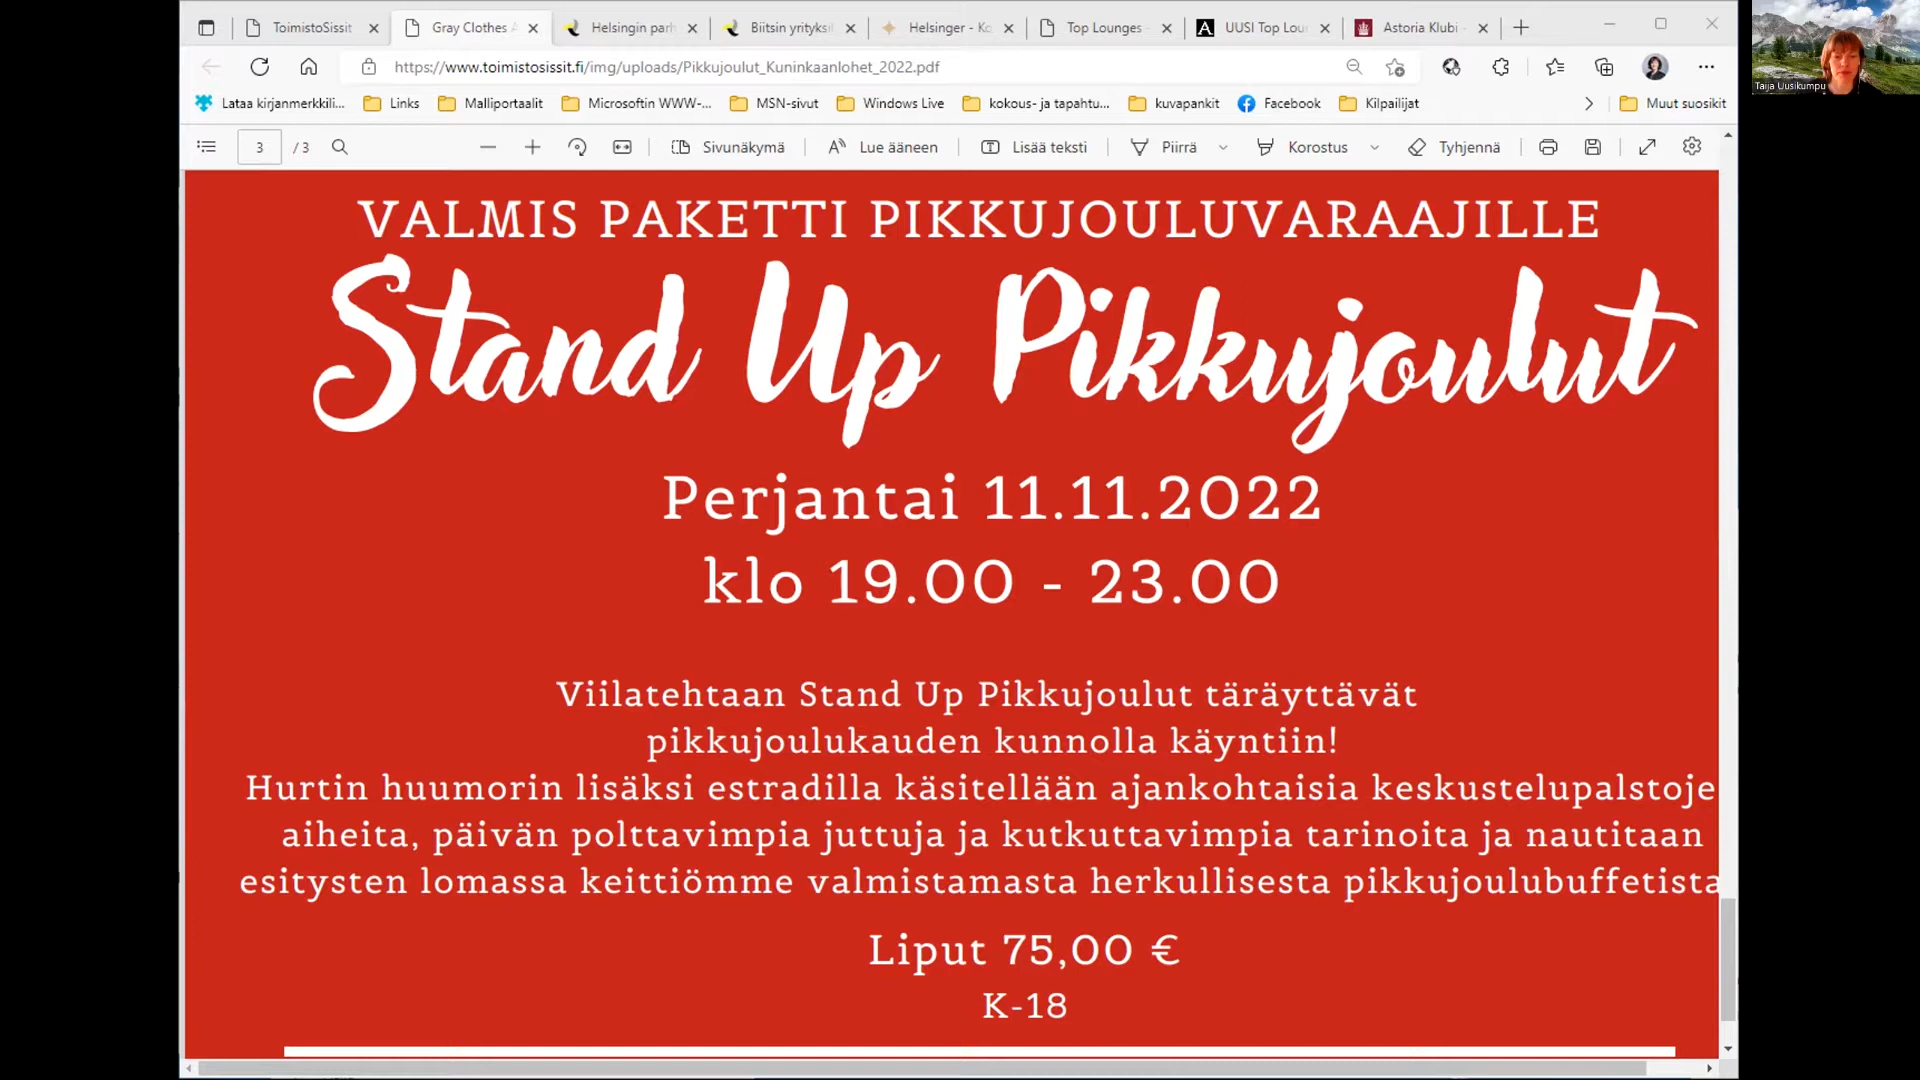 ToimistoSissit
Gray Clothes A
Helsingin parh
Biitsin yrityksil
Helsinger - Ko
Top Lounges -
UUSI Top Lou
Astoria Klubi -
https://www.toimistosissit.fi/img/uploads/Pikkujoulut_Kuninkaanlohet_2022.pdf
Lataa kirjanmerkkili...
Links
Malliportaalit
Microsoftin WWW-...
MSN-sivut
Windows Live
kokous- ja tapahtu...
kuvapankit
Facebook
Kilpailijat
Muut suosikit
3 / 3
Sivunäkymä
Lue ääneen
Lisää teksti
Piirrä
Korostus
Tyhjennä
VALMIS PAKETTI PIKKUJOULUVARAAJILLE
Stand Up Pikkujoulut
Perjantai 11.11.2022
klo 19.00 - 23.00
Viilatehtaan Stand Up Pikkujoulut täräyttävät
pikkujoulukauden kunnolla käyntiin!
Hurtin huumorin lisäksi estradilla käsitellään ajankohtaisia keskustelupalstoje
aiheita, päivän polttavimpia juttuja ja kutkuttavimpia tarinoita ja nautitaan
esitysten lomassa keittiömme valmistamasta herkullisesta pikkujoulubuffetista
Liput 75,00 €
K-18
Taija Uusikumpu